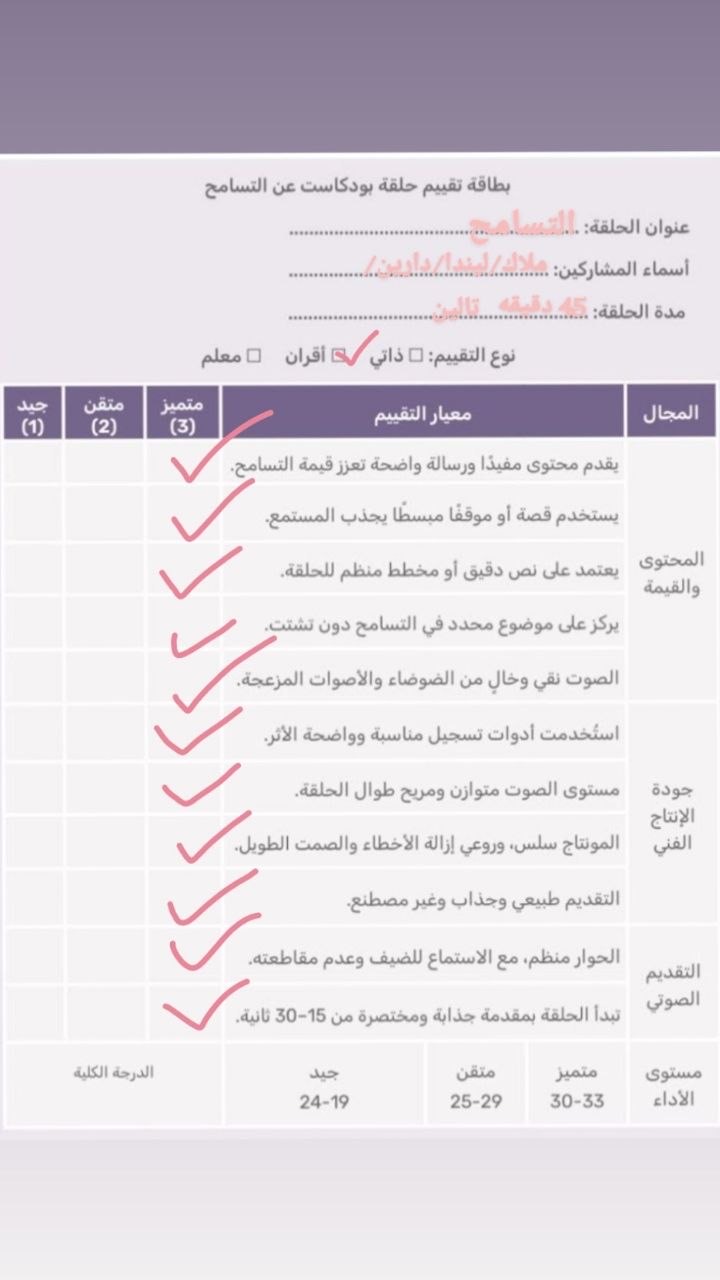 بطاقة تقييم حلقة بودكاست عن التسامح
عنوان الحلقة: التسامح
أسماء المشاركين: ملاك/ليندا/دارين/
مدة الحلقة: 45 دقيقه تالين
نوع التقييم: ☐ ذاتي ☑ أقران ☐ معلم
المجال معيار التقييم متميز (3) متقن (2) جيد (1)
المحتوى والقيمة
يقدم محتوى مفيدًا ورسالة واضحة تعزز قيمة التسامح. ✓
يستخدم قصة أو موقفًا مبسطًا يجذب المستمع. ✓
يعتمد على نص دقيق أو مخطط منظم للحلقة. ✓
يركز على موضوع محدد في التسامح دون تشتت. ✓
الصوت نقي وخالٍ من الضوضاء والأصوات المزعجة. ✓
جودة الإنتاج الفني
استُخدمت أدوات تسجيل مناسبة وواضحة الأثر. ✓
مستوى الصوت متوازن ومريح طوال الحلقة. ✓
المونتاج سلس، وروعي إزالة الأخطاء والصمت الطويل. ✓
التقديم طبيعي وجذاب وغير مصطنع. ✓
التقديم الصوتي
الحوار منظم، مع الاستماع للضيف وعدم مقاطعته. ✓
تبدأ الحلقة بمقدمة جذابة ومختصرة من 15–30 ثانية. ✓
مستوى الأداء
متميز متقن جيد الدرجة الكلية
30-33 25-29 24-19